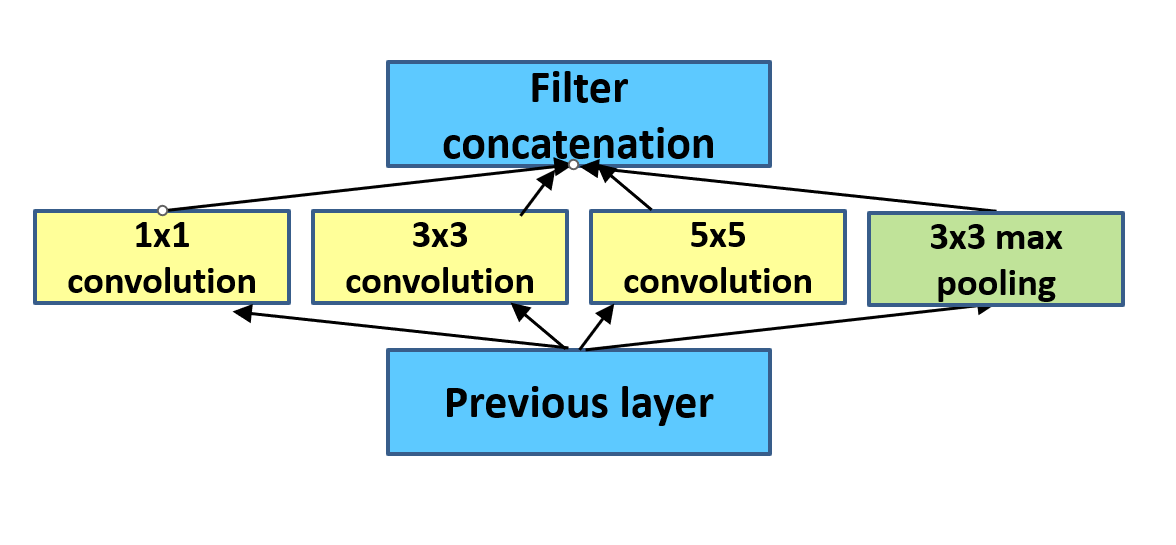 Filter
concatenation
1x1
convolution
3x3
convolution
5x5
convolution
3x3 max
pooling
Previous layer